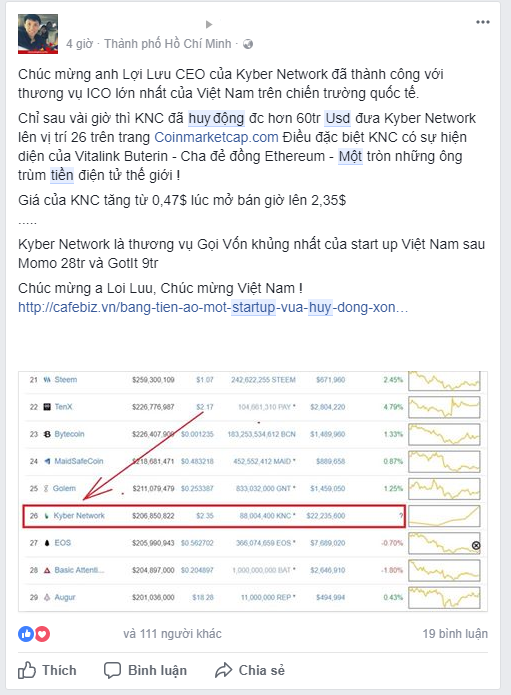 4 giờ · Thành phố Hồ Chí Minh ·
Chúc mừng anh Lợi Lưu CEO của Kyber Network đã thành công với
thương vụ ICO lớn nhất của Việt Nam trên chiến trường quốc tế.
Chỉ sau vài giờ thì KNC đã huy động đc hơn 60tr Usd đưa Kyber Network
lên vị trí 26 trên trang Coinmarketcap.com Điều đặc biệt KNC có sự hiện
diện của Vitalink Buterin - Cha đẻ đồng Ethereum - Một tròn những ông
trùm tiền điện tử thế giới !
Giá của KNC tăng từ 0,47$ lúc mở bán giờ lên 2,35$
.....
Kyber Network là thương vụ Gọi Vốn khủng nhất của start up Việt Nam sau
Momo 28tr và GotIt 9tr
Chúc mừng a Loi Luu, Chúc mừng Việt Nam !
http://cafebiz.vn/bang-tien-ao-mot-startup-vua-huy-dong-xon…
21 Steem $259,300,109 $1.07 242,622,255 STEEM $671,960 2.45%
22 TenX $226,776,987 $2.17 104,661,310 PAY * $2,804,220 4.79%
23 Bytecoin $226,407,906 $0.001235 183,253,534,612 BCN $1,489,960 1.33%
24 MaidSafeCoin $218,681,471 $0.483218 452,552,412 MAID * $889,658 0.87%
25 Golem $211,079,479 $0.253387 833,032,000 GNT * $1,459,050 1.25%
26 Kyber Network $206,850,822 $2.35 88,004,400 KNC * $22,235,600 ?
27 EOS $205,990,943 $0.562702 366,074,659 EOS * $7,689,020 -0.70%
28 Basic Attenti... $204,897,000 $0.204897 1,000,000,000 BAT * $2,646,910 -1.80%
29 Augur $201,036,000 $18.28 11,000,000 REP * $494,994 0.43%
và 111 người khác 19 bình luận
Thích Bình luận Chia sẻ